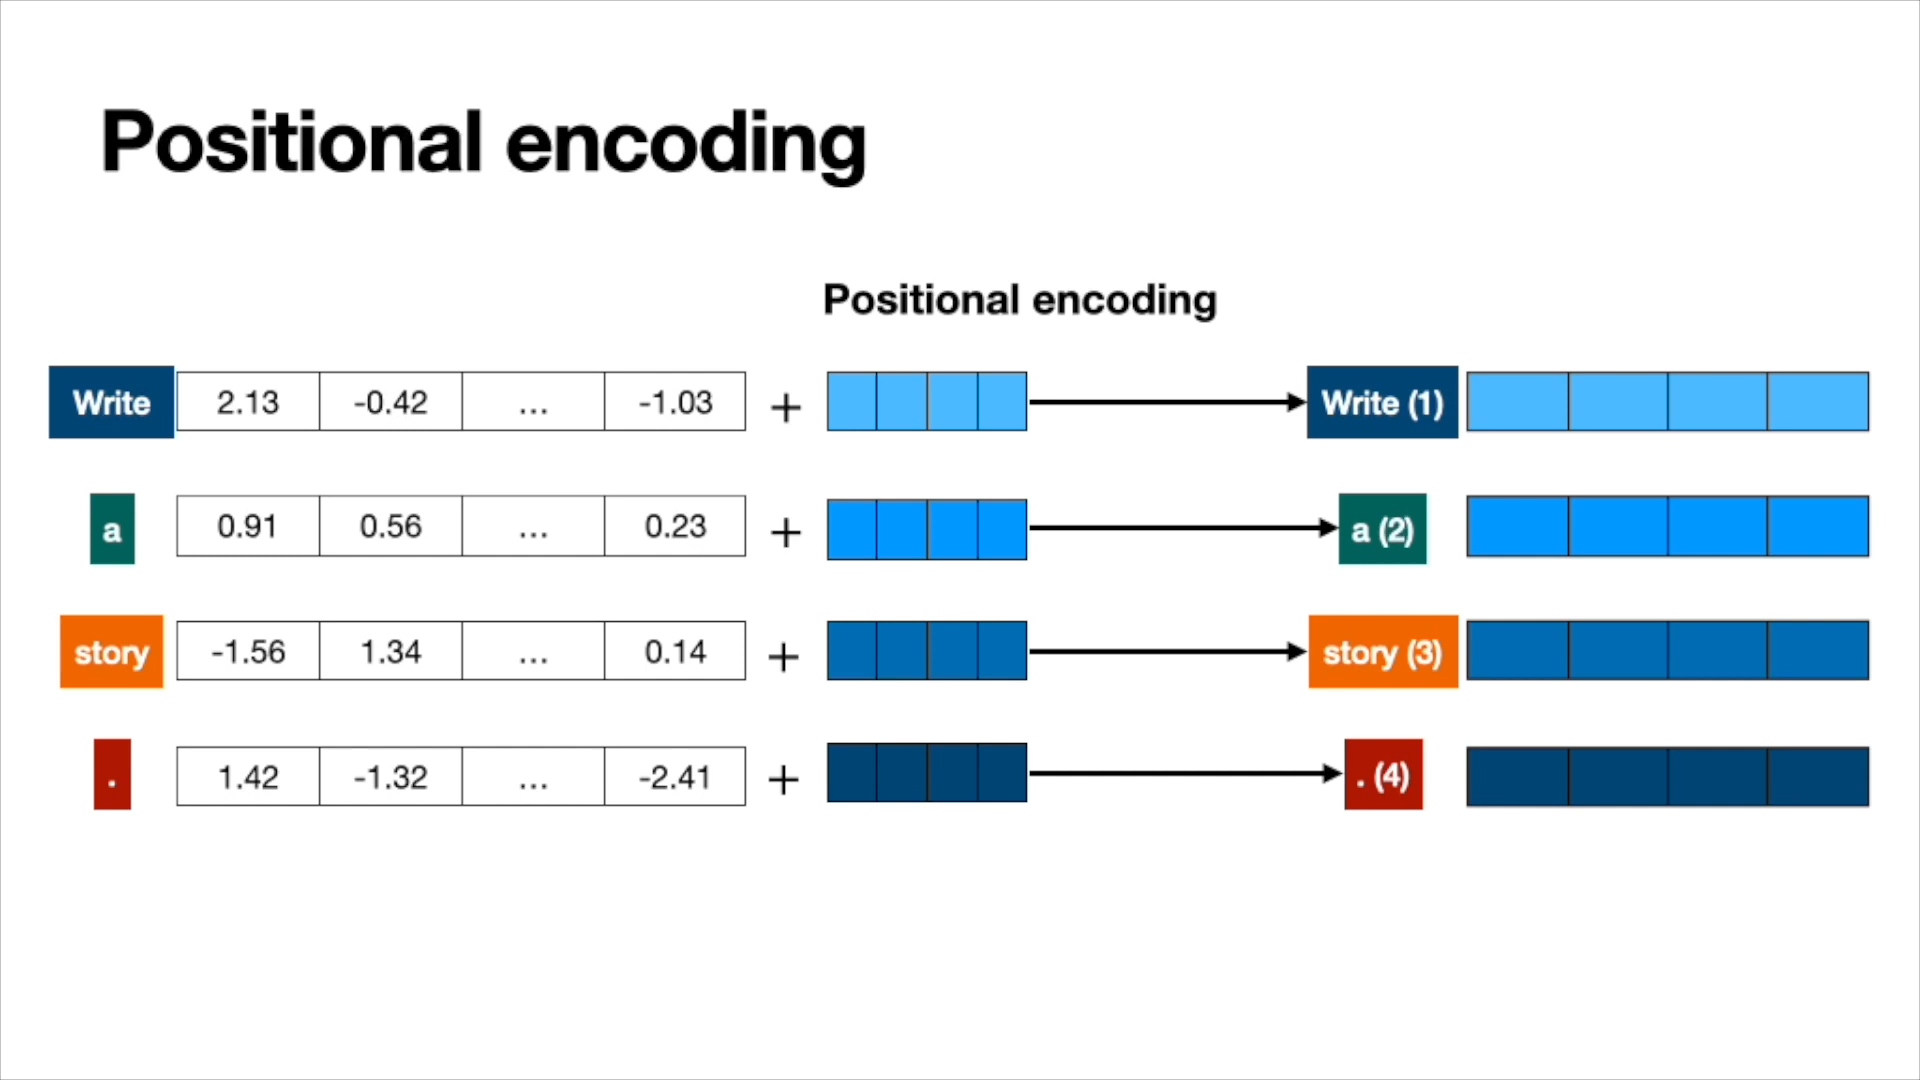 Positional encoding
Positional encoding
Write 2.13 -0.42 ... -1.03 + Write (1)
a 0.91 0.56 ... 0.23 + a (2)
story -1.56 1.34 ... 0.14 + story (3)
. 1.42 -1.32 ... -2.41 + . (4)